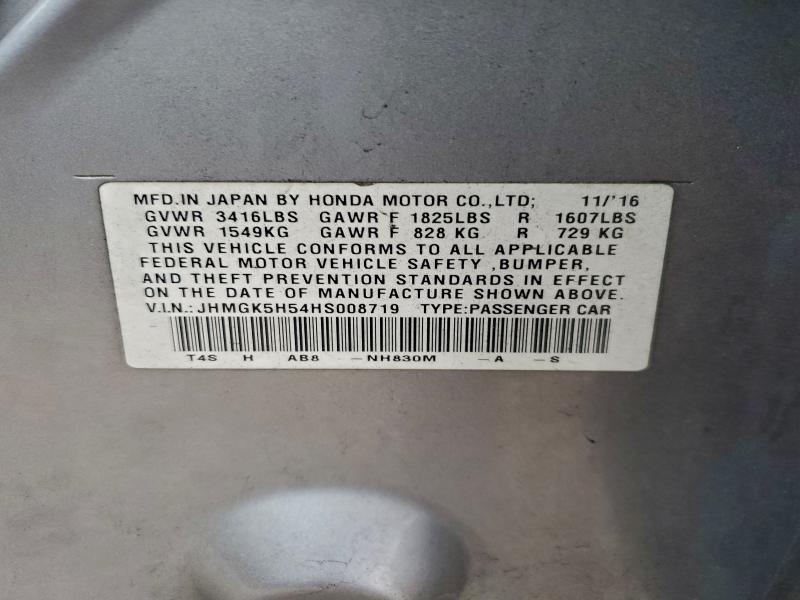 MFD.IN JAPAN BY HONDA MOTOR CO.,LTD; 11/'16
GVWR 3416LBS GAWR F 1825LBS R 1607LBS
GVWR 1549KG GAWR F 828 KG R 729 KG
THIS VEHICLE CONFORMS TO ALL APPLICABLE
FEDERAL MOTOR VEHICLE SAFETY ,BUMPER,
AND THEFT PREVENTION STANDARDS IN EFFECT
ON THE DATE OF MANUFACTURE SHOWN ABOVE.
V.I.N.: JHMGK5H54HS008719 TYPE:PASSENGER CAR
T4S H AB8 -NH830M -A -S